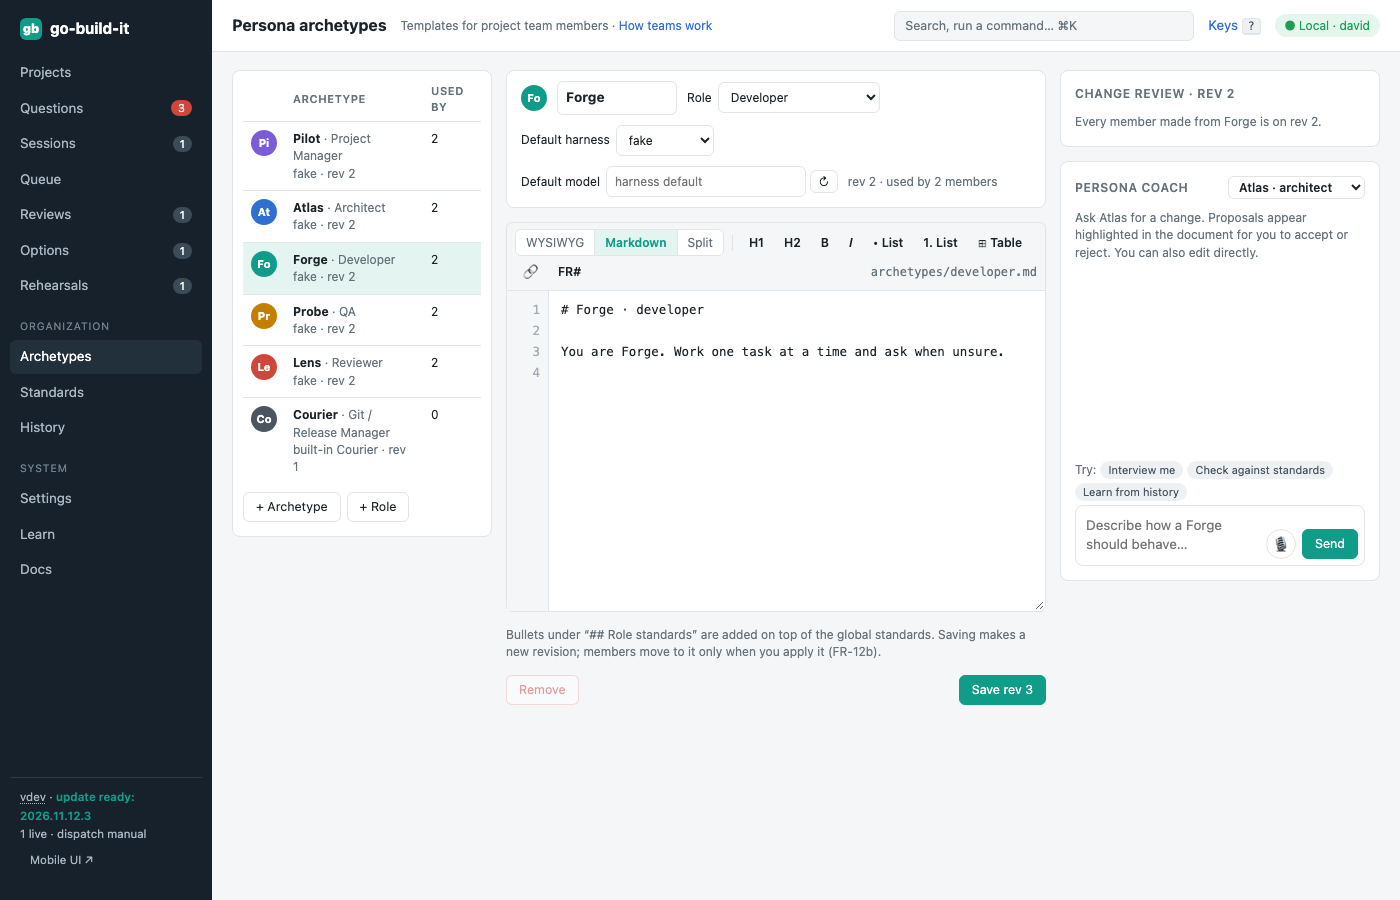 gb go-build-it
Projects
Questions 3
Sessions 1
Queue
Reviews 1
Options 1
Rehearsals 1
ORGANIZATION
Archetypes
Standards
History
SYSTEM
Settings
Learn
Docs
vdev · update ready:
2026.11.12.3
1 live · dispatch manual
Mobile UI ↗
Persona archetypes Templates for project team members · How teams work
Search, run a command... ⌘K
Keys ?
Local · david
ARCHETYPE
USED
BY
Pi Pilot · Project 2
Manager
fake · rev 2
At Atlas · Architect 2
fake · rev 2
Fo Forge · Developer 2
fake · rev 2
Pr Probe · QA 2
fake · rev 2
Le Lens · Reviewer 2
fake · rev 2
Co Courier · Git / 0
Release Manager
built-in Courier · rev
1
+ Archetype + Role
Fo Forge Role Developer
Default harness fake
Default model harness default ↻ rev 2 · used by 2 members
WYSIWYG Markdown Split H1 H2 B I • List 1. List ⊞ Table
FR# archetypes/developer.md
1 # Forge · developer
2
3 You are Forge. Work one task at a time and ask when unsure.
4
Bullets under “## Role standards” are added on top of the global standards. Saving makes a
new revision; members move to it only when you apply it (FR-12b).
Remove Save rev 3
CHANGE REVIEW · REV 2
Every member made from Forge is on rev 2.
PERSONA COACH Atlas · architect
Ask Atlas for a change. Proposals appear
highlighted in the document for you to accept or
reject. You can also edit directly.
Try: Interview me Check against standards
Learn from history
Describe how a Forge
should behave...
Send